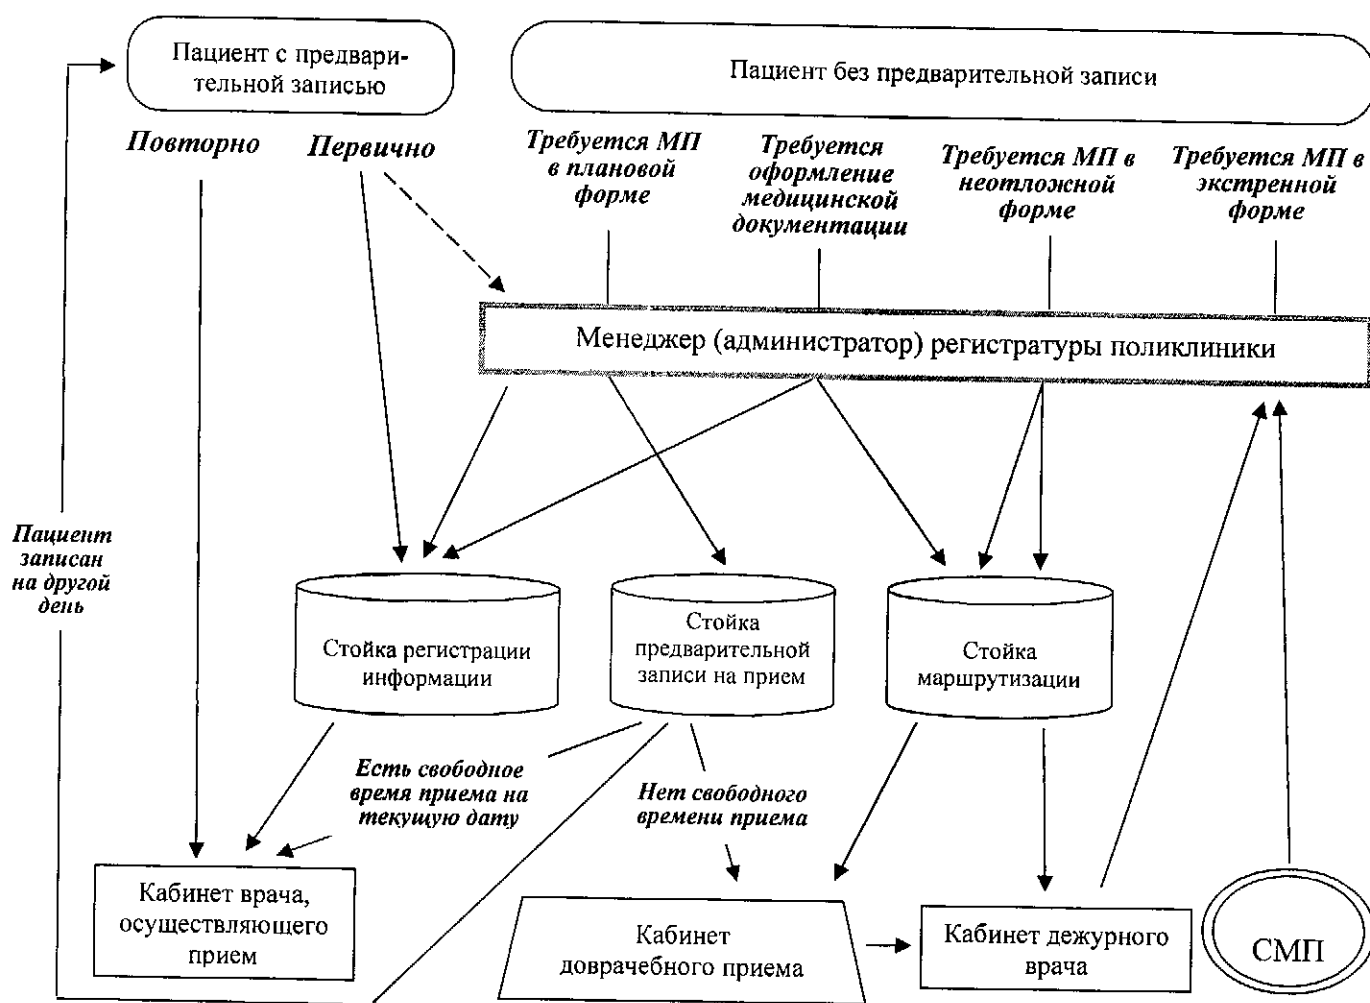 Пациент с предвари-
тельной записью
Пациент без предварительной записи
Повторно
Первично
Требуется МП
в плановой
форме
Требуется
оформление
медицинской
документации
Требуется МП в
неотложной
форме
Требуется МП в
экстренной
форме
Менеджер (администратор) регистратуры поликлиники
Пациент
записан
на другой
день
Стойка регистрации
информации
Стойка
предварительной
записи на прием
Стойка
маршрутизации
Есть свободное
время приема на
текущую дату
Нет свободного
времени приема
Кабинет врача,
осуществляющего
прием
Кабинет
доврачебного приема
Кабинет дежурного
врача
СМП